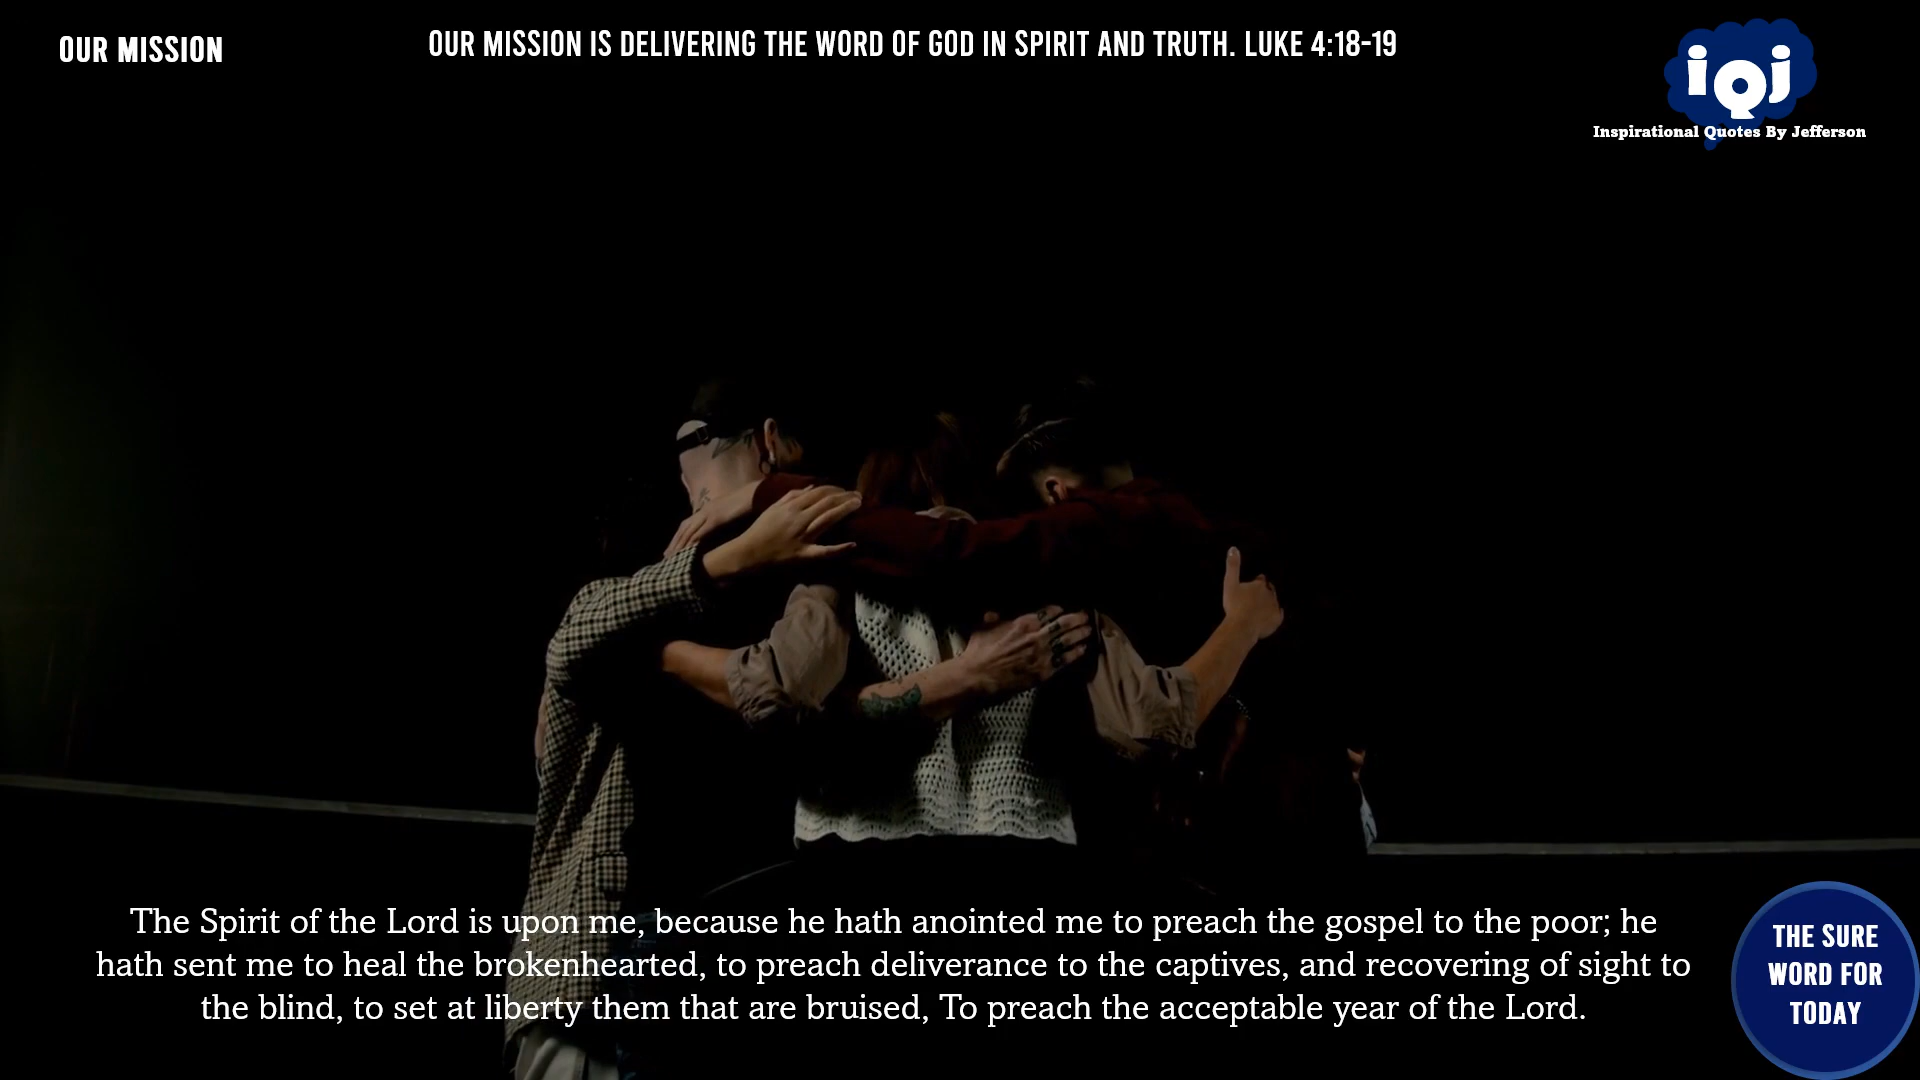 OUR MISSION
OUR MISSION IS DELIVERING THE WORD OF GOD IN SPIRIT AND TRUTH. LUKE 4:18-19
iQj
Inspirational Quotes By Jefferson
The Spirit of the Lord is upon me, because he hath anointed me to preach the gospel to the poor; he
hath sent me to heal the brokenhearted, to preach deliverance to the captives, and recovering of sight to
the blind, to set at liberty them that are bruised, To preach the acceptable year of the Lord.
THE SURE
WORD FOR
TODAY